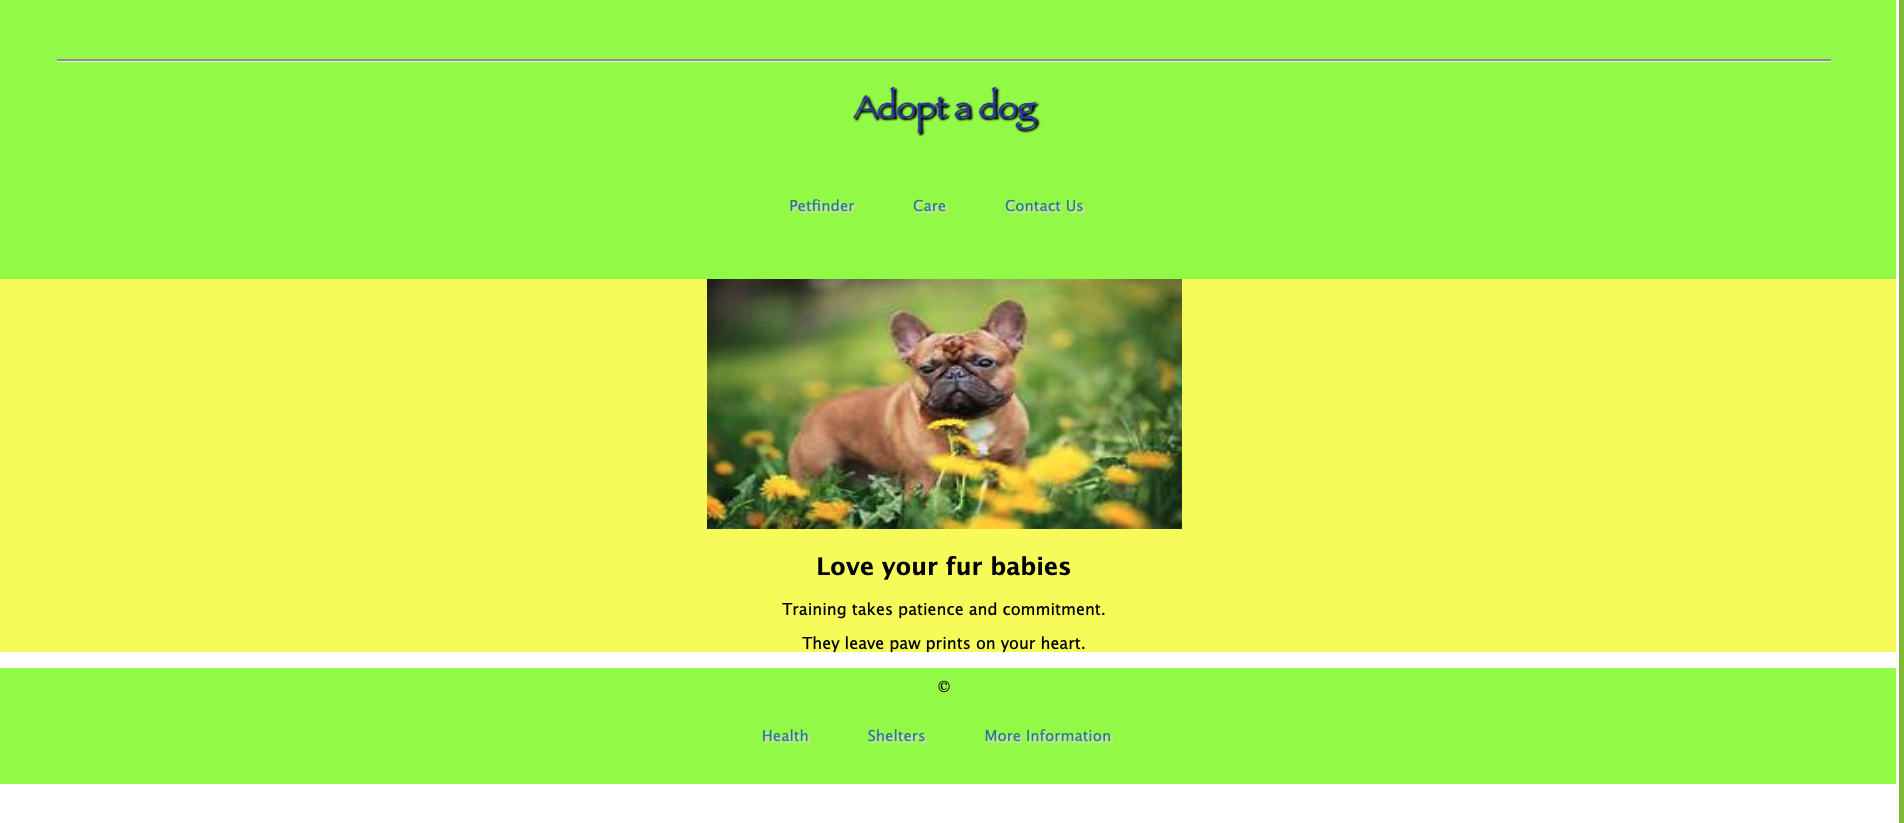 Adopt a dog
Petfinder Care Contact Us
Love your fur babies
Training takes patience and commitment.
They leave paw prints on your heart.
©
Health Shelters More Information